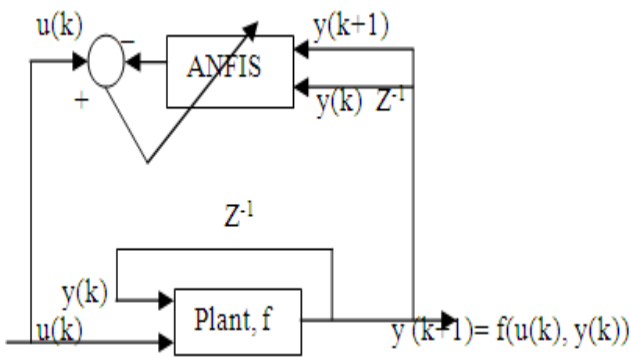 u(k)
−
y(k+1)
ANFIS
+
y(k) Z-1
Z-1
y(k)
u(k)
Plant, f
y (k+1)= f(u(k), y(k))